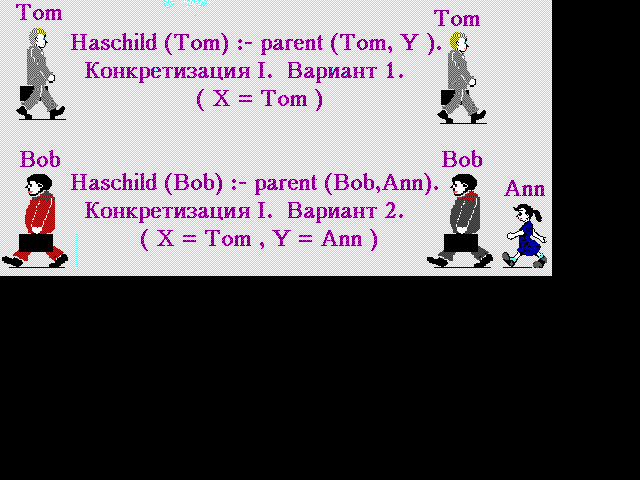 Tom
Tom
Haschild (Tom) :- parent (Tom, Y ).
Конкретизация I. Вариант 1.
( X = Tom )
Bob
Bob
Haschild (Bob) :- parent (Bob,Ann).
Ann
Конкретизация I. Вариант 2.
( X = Tom , Y = Ann )